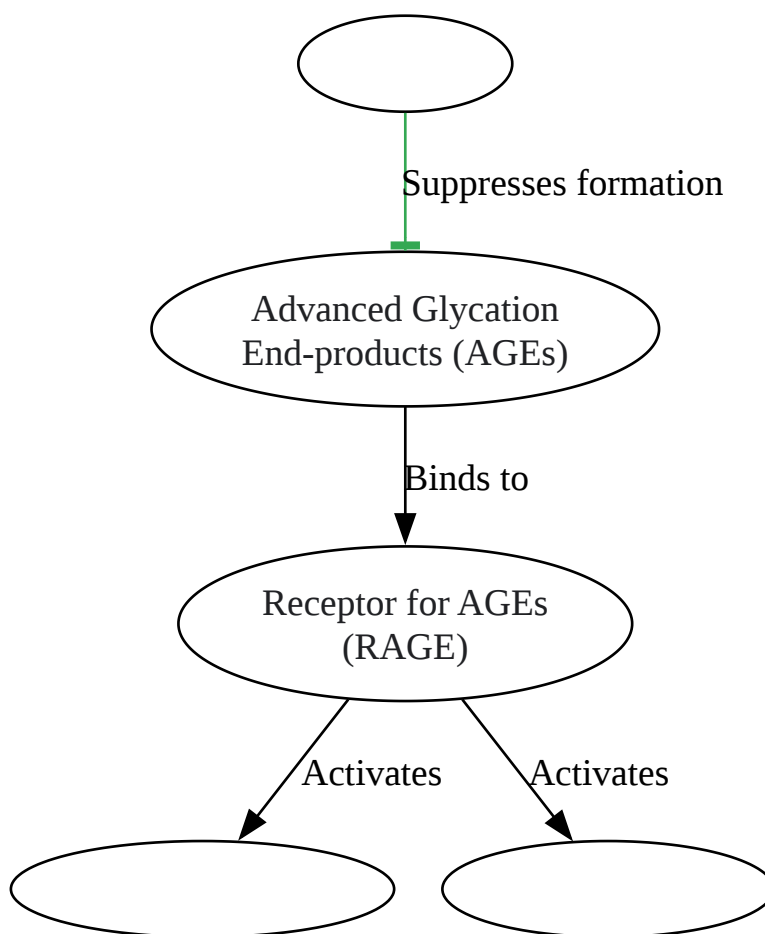 Suppresses formation
Advanced Glycation
End-products (AGEs)
Binds to
Receptor for AGEs
(RAGE)
Activates
Activates